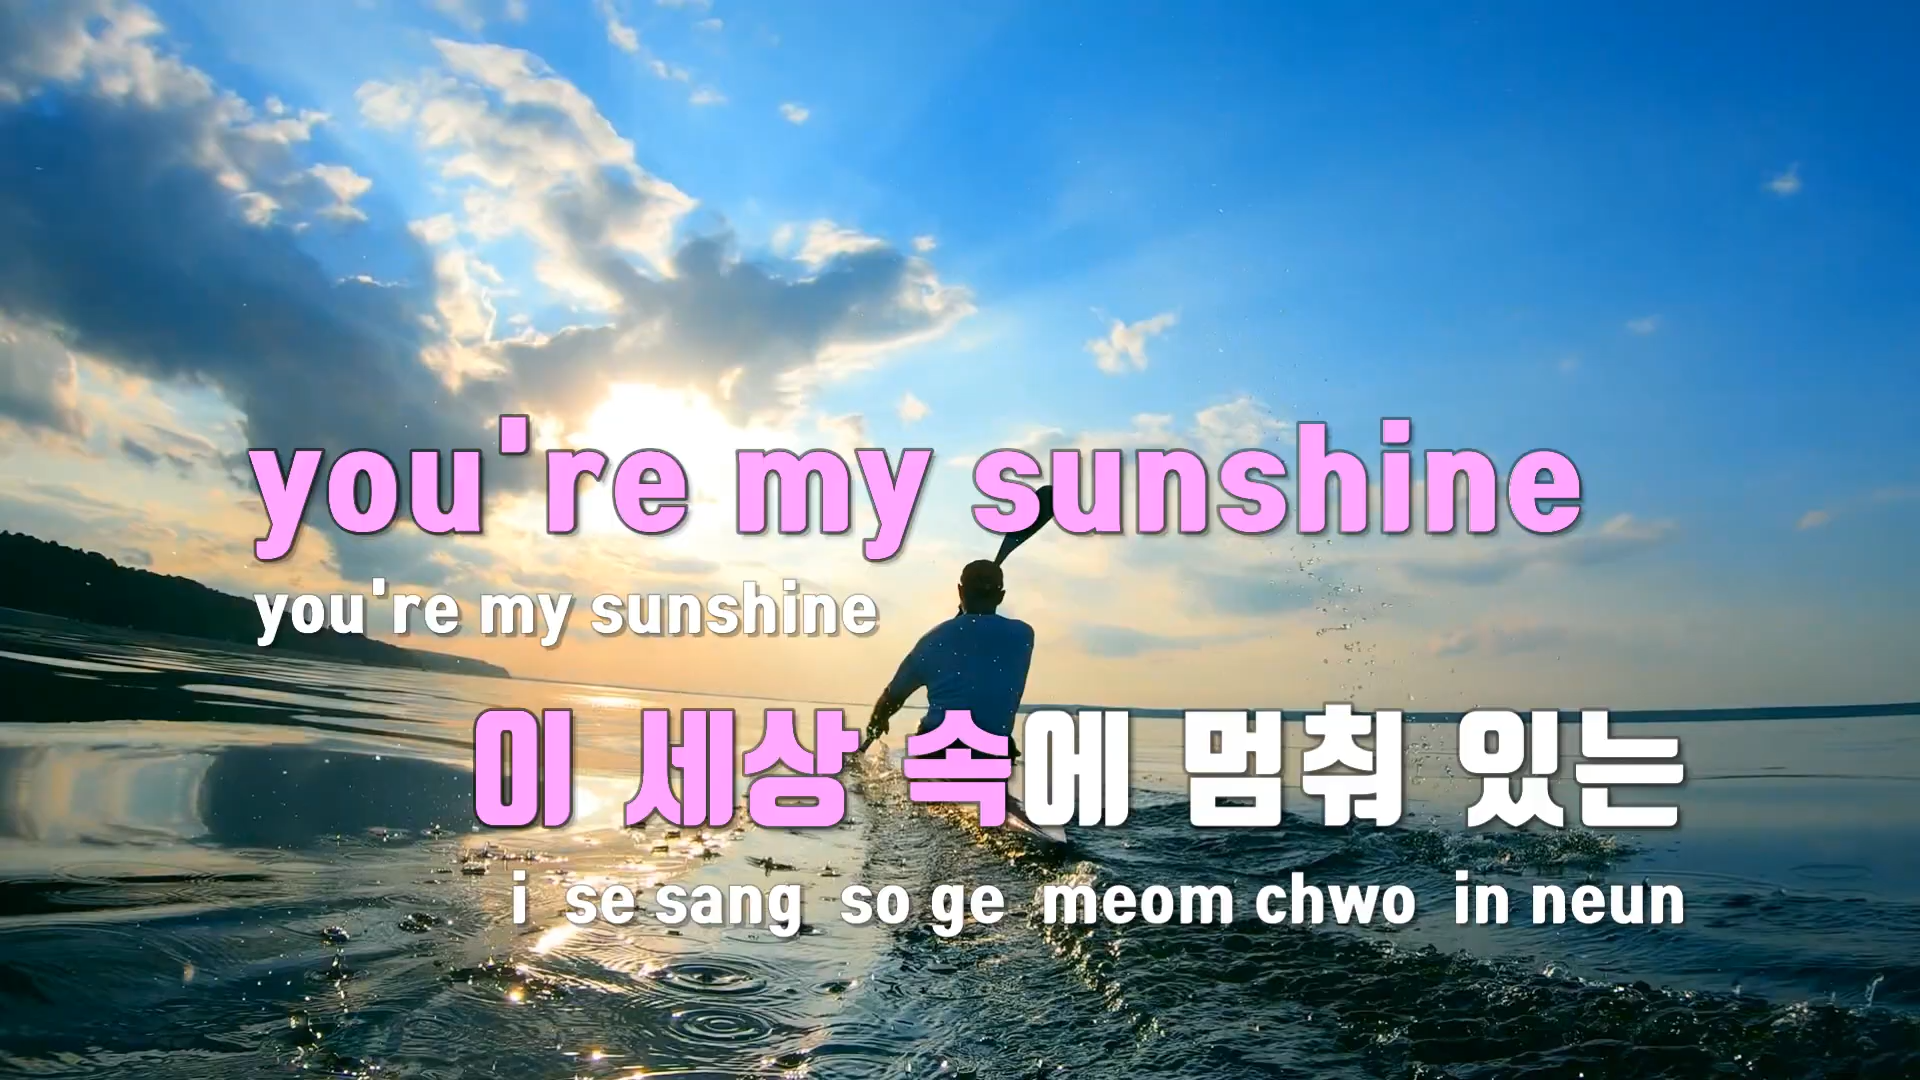 you're my sunshine
you're my sunshine
이 세상 속에 멈춰 있는
i se sang so ge meom chwo in neun